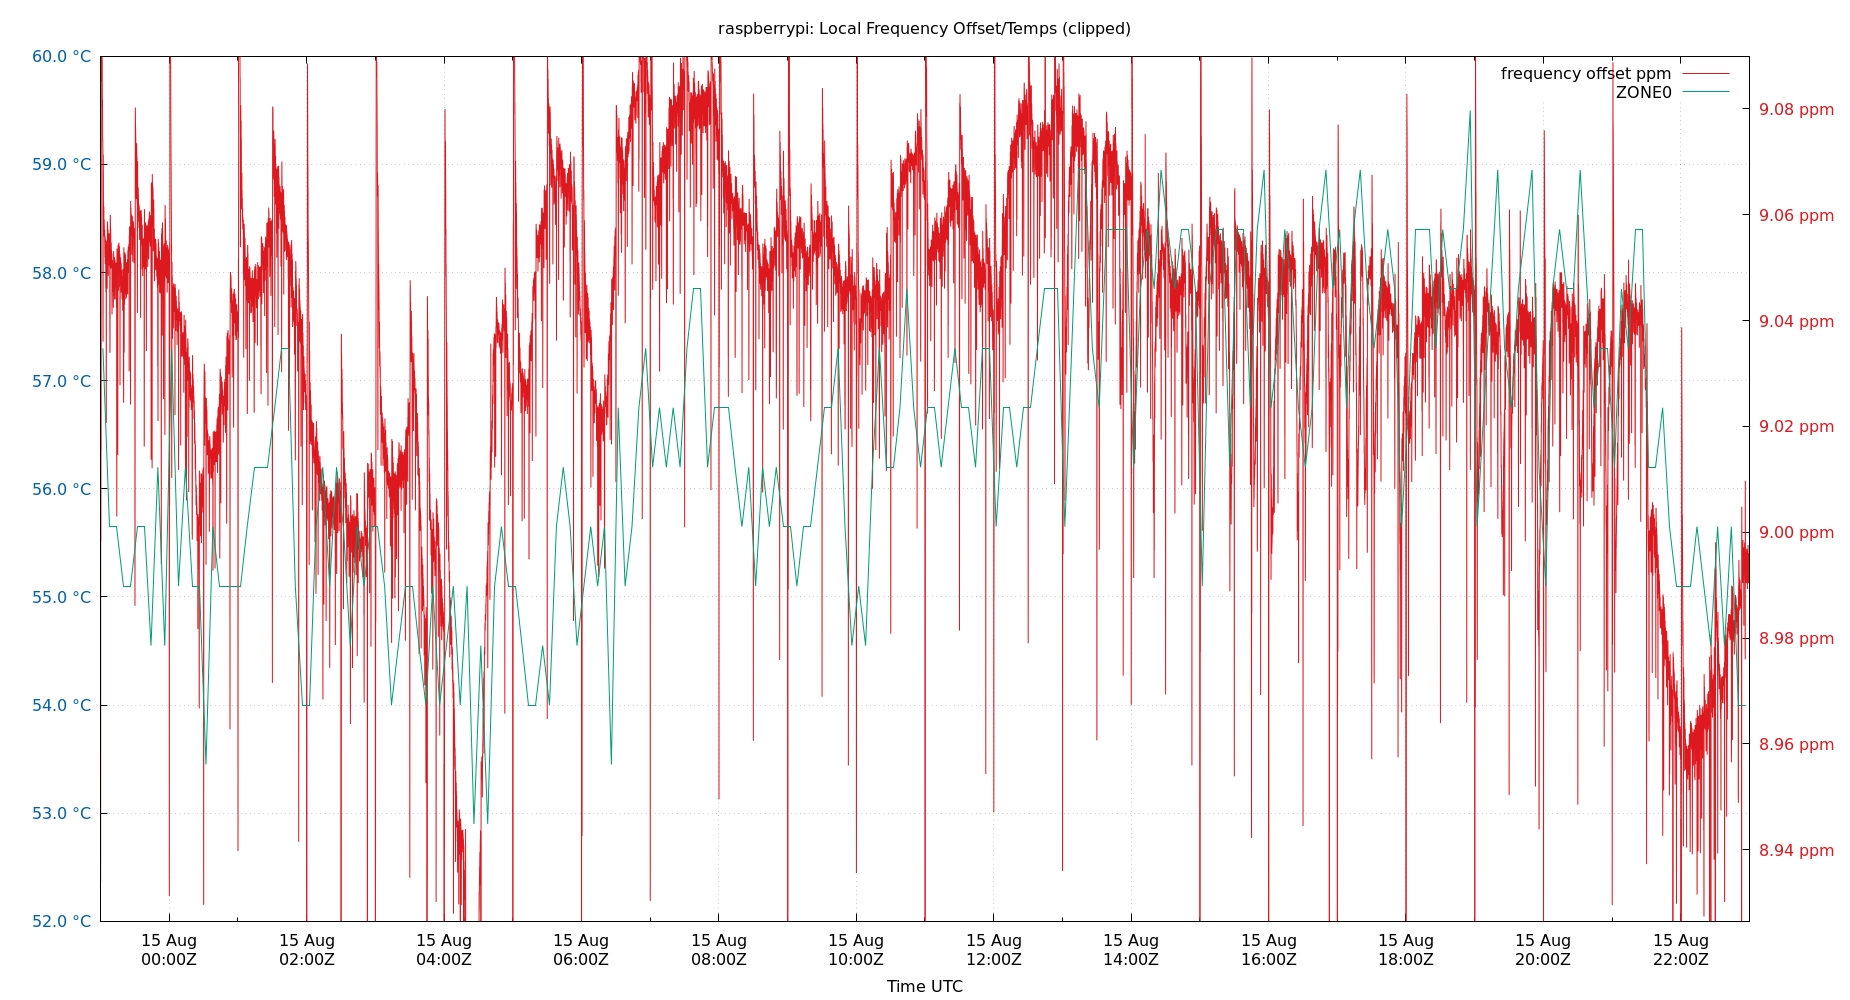 raspberrypi: Local Frequency Offset/Temps (clipped)
60.0 °C
59.0 °C
58.0 °C
57.0 °C
56.0 °C
55.0 °C
54.0 °C
53.0 °C
52.0 °C
frequency offset ppm
ZONE0
9.08 ppm
9.06 ppm
9.04 ppm
9.02 ppm
9.00 ppm
8.98 ppm
8.96 ppm
8.94 ppm
15 Aug 15 Aug 15 Aug 15 Aug 15 Aug 15 Aug 15 Aug 15 Aug 15 Aug 15 Aug 15 Aug 15 Aug
00:00Z 02:00Z 04:00Z 06:00Z 08:00Z 10:00Z 12:00Z 14:00Z 16:00Z 18:00Z 20:00Z 22:00Z
Time UTC